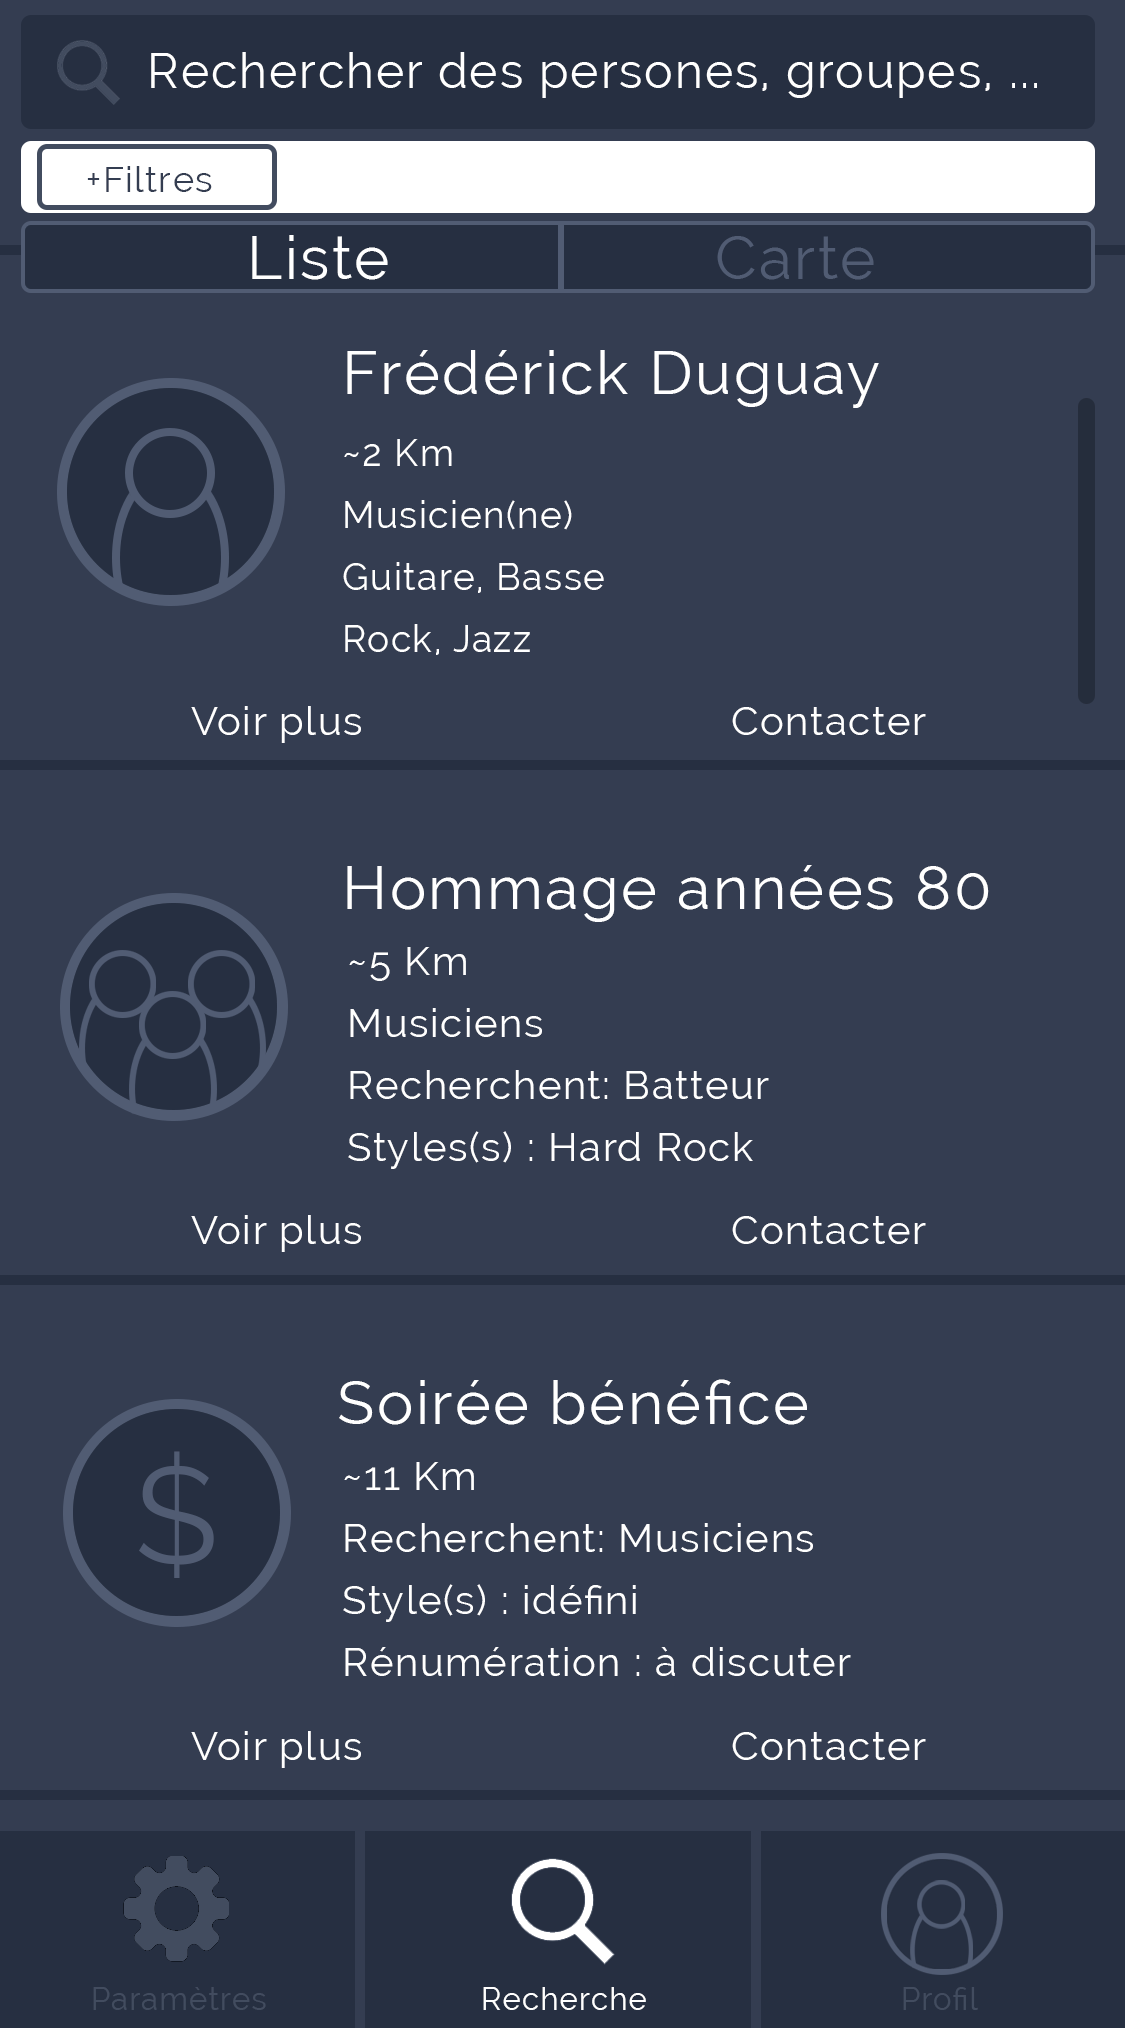 Rechercher des persones, groupes, ...
+Filtres
Liste
Carte
Frédérick Duguay
~2 Km
Musicien(ne)
Guitare, Basse
Rock, Jazz
Voir plus
Contacter
Hommage années 80
~5 Km
Musiciens
Recherchent: Batteur
Styles(s) : Hard Rock
Voir plus
Contacter
$
Soirée bénéfice
~11 Km
Recherchent: Musiciens
Style(s) : idéfini
Rénumération : à discuter
Voir plus
Contacter
Paramètres
Recherche
Profil